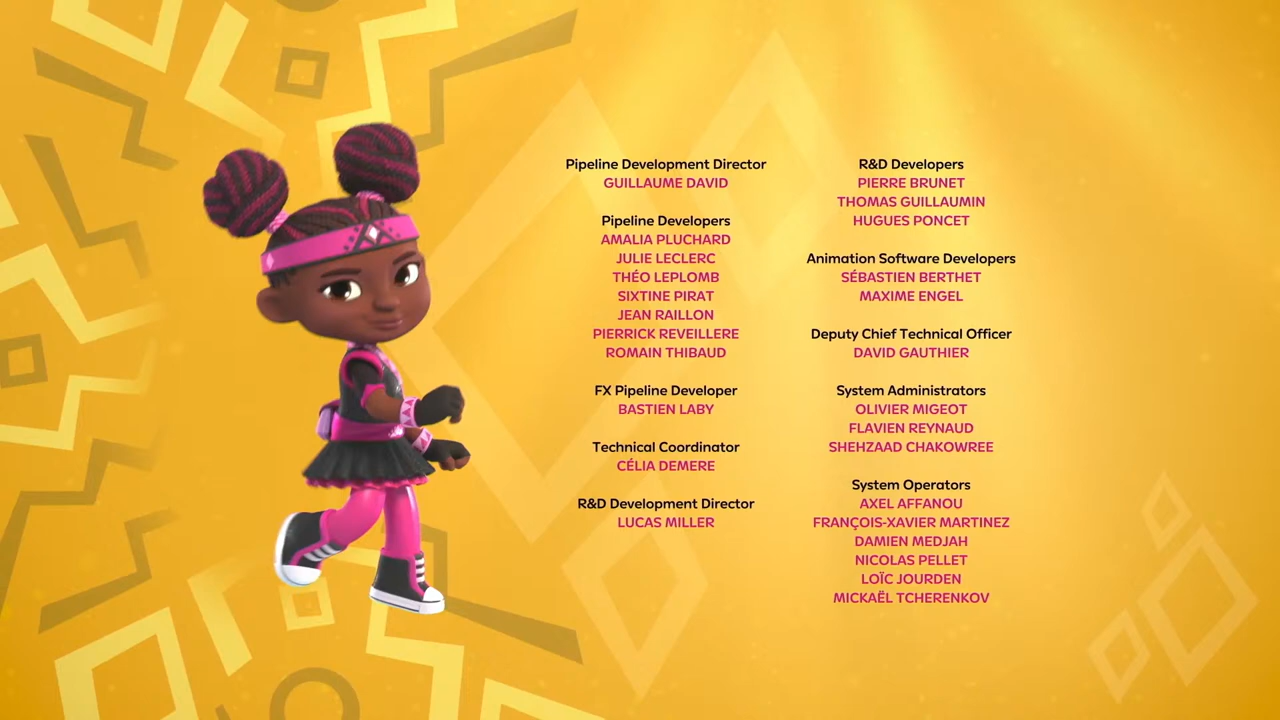 Pipeline Development Director
GUILLAUME DAVID
Pipeline Developers
AMALIA PLUCHARD
JULIE LECLERC
THÉO LEPLOMB
SIXTINE PIRAT
JEAN RAILLON
PIERRICK REVEILLERE
ROMAIN THIBAUD
FX Pipeline Developer
BASTIEN LABY
Technical Coordinator
CÉLIA DEMERE
R&D Development Director
LUCAS MILLER
R&D Developers
PIERRE BRUNET
THOMAS GUILLAUMIN
HUGUES PONCET
Animation Software Developers
SÉBASTIEN BERTHET
MAXIME ENGEL
Deputy Chief Technical Officer
DAVID GAUTHIER
System Administrators
OLIVIER MIGEOT
FLAVIEN REYNAUD
SHEHZAAD CHAKOWREE
System Operators
AXEL AFFANOU
FRANÇOIS-XAVIER MARTINEZ
DAMIEN MEDJAH
NICOLAS PELLET
LOÏC JOURDEN
MICKAËL TCHERENKOV